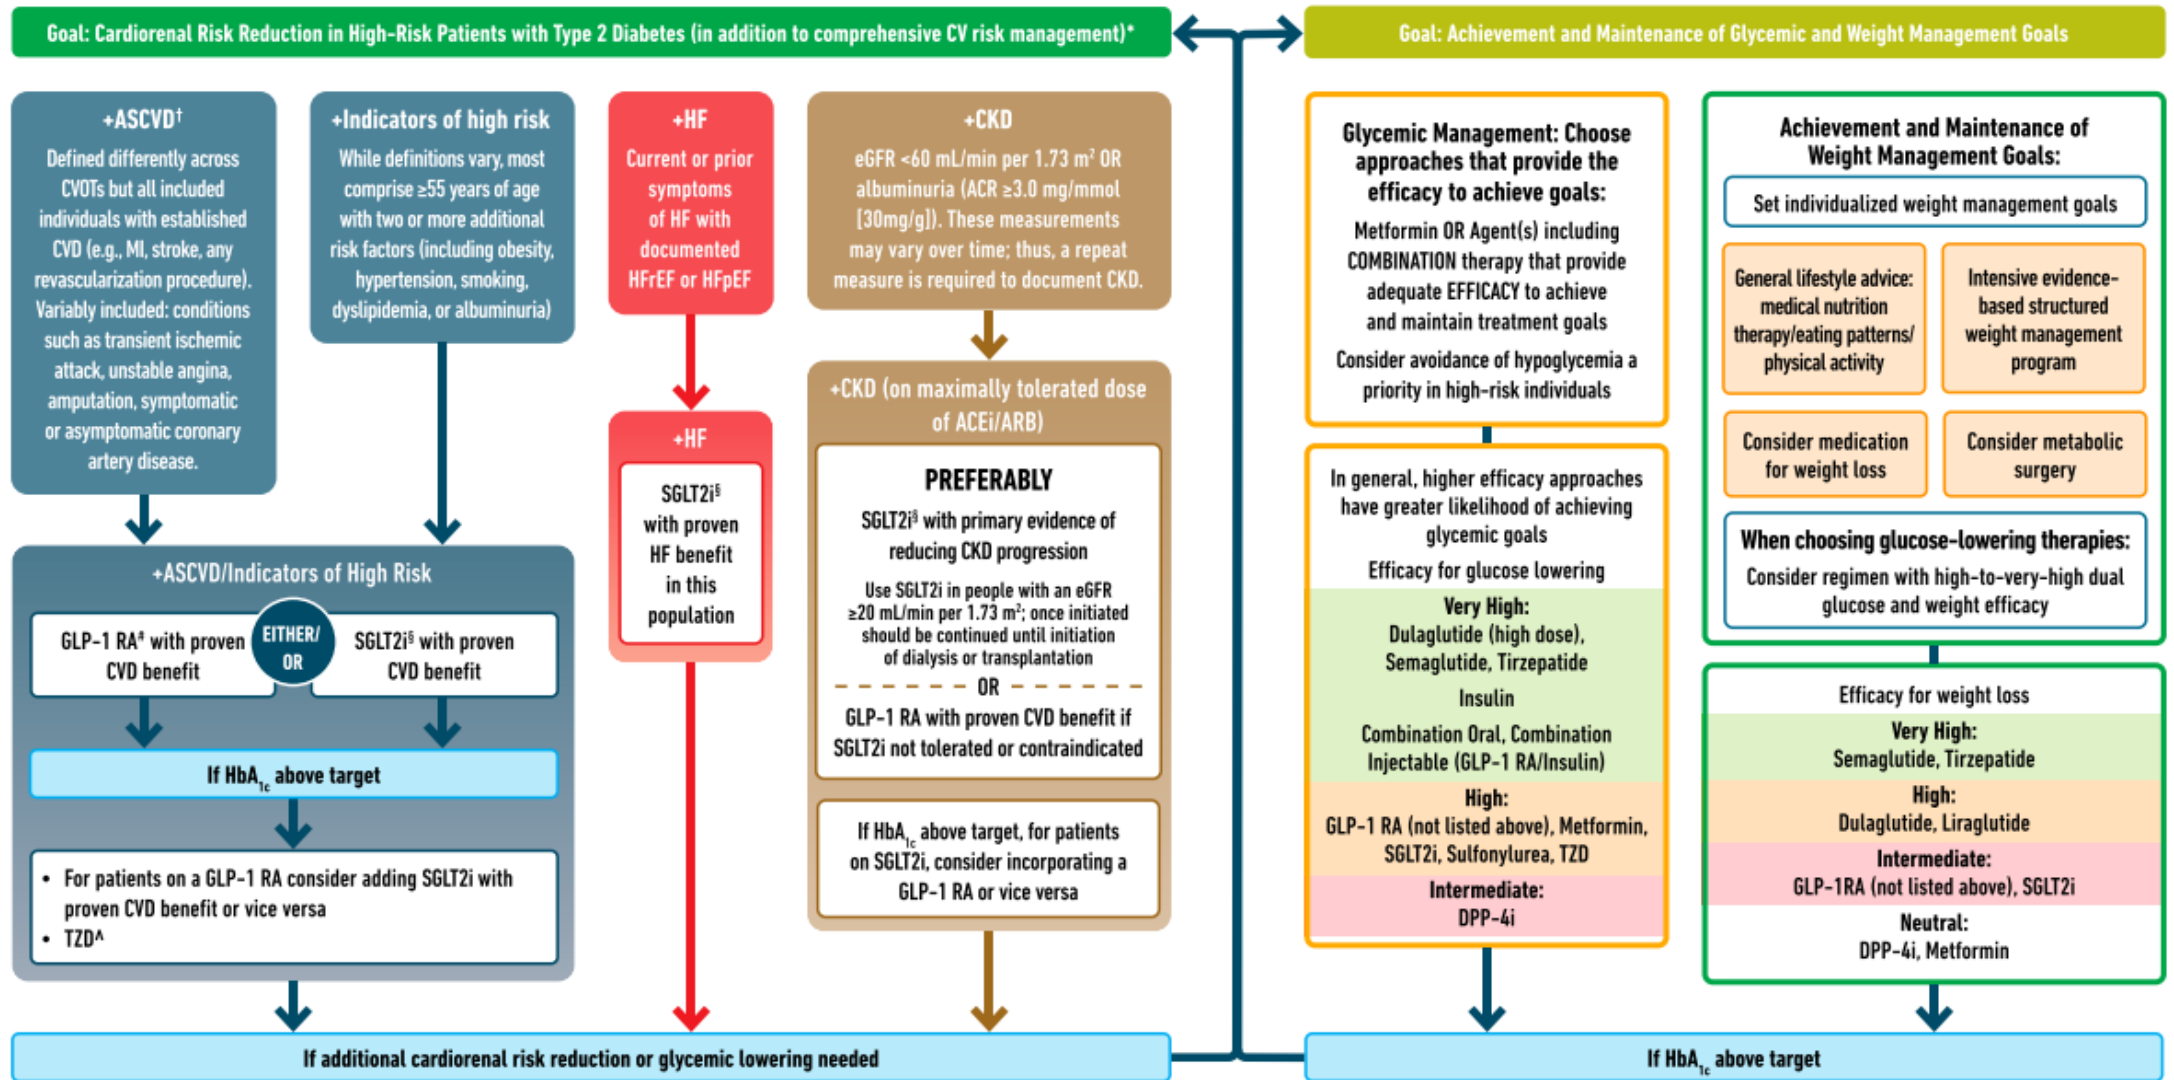 Goal: Cardiorenal Risk Reduction in High-Risk Patients with Type 2 Diabetes (in addition to comprehensive CV risk management)*
+ASCVD†
Defined differently across
CVOTs but all included
individuals with established
CVD (e.g., MI, stroke, any
revascularization procedure).
Variably included: conditions
such as transient ischemic
attack, unstable angina,
amputation, symptomatic
or asymptomatic coronary
artery disease.
+Indicators of high risk
While definitions vary, most
comprise ≥55 years of age
with two or more additional
risk factors (including obesity,
hypertension, smoking,
dyslipidemia, or albuminuria)
+HF
Current or prior
symptoms
of HF with
documented
HFrEF or HFpEF
+CKD
eGFR <60 mL/min per 1.73 m² OR
albuminuria (ACR ≥3.0 mg/mmol
[30mg/g]). These measurements
may vary over time; thus, a repeat
measure is required to document CKD.
+ASCVD/Indicators of High Risk
GLP-1 RAª with proven
CVD benefit
EITHER/
OR
SGLT2i§ with proven
CVD benefit
If HbA1c above target
• For patients on a GLP-1 RA consider adding SGLT2i with
proven CVD benefit or vice versa
• TZD^
+HF
SGLT2i§
with proven
HF benefit
in this
population
+CKD (on maximally tolerated dose
of ACEi/ARB)
PREFERABLY
SGLT2i§ with primary evidence of
reducing CKD progression
Use SGLT2i in people with an eGFR
≥20 mL/min per 1.73 m²; once initiated
should be continued until initiation
of dialysis or transplantation
OR
GLP-1 RA with proven CVD benefit if
SGLT2i not tolerated or contraindicated
If HbA1c above target, for patients
on SGLT2i, consider incorporating a
GLP-1 RA or vice versa
If additional cardiorenal risk reduction or glycemic lowering needed
Goal: Achievement and Maintenance of Glycemic and Weight Management Goals
Glycemic Management: Choose
approaches that provide the
efficacy to achieve goals:
Metformin OR Agent(s) including
COMBINATION therapy that provide
adequate EFFICACY to achieve
and maintain treatment goals
Consider avoidance of hypoglycemia a
priority in high-risk individuals
In general, higher efficacy approaches
have greater likelihood of achieving
glycemic goals
Efficacy for glucose lowering
Very High:
Dulaglutide (high dose),
Semaglutide, Tirzepatide
Insulin
Combination Oral, Combination
Injectable (GLP-1 RA/Insulin)
High:
GLP-1 RA (not listed above), Metformin,
SGLT2i, Sulfonylurea, TZD
Intermediate:
DPP-4i
Achievement and Maintenance of
Weight Management Goals:
Set individualized weight management goals
General lifestyle advice:
medical nutrition
therapy/eating patterns/
physical activity
Intensive evidence-
based structured
weight management
program
Consider medication
for weight loss
Consider metabolic
surgery
When choosing glucose-lowering therapies:
Consider regimen with high-to-very-high dual
glucose and weight efficacy
Efficacy for weight loss
Very High:
Semaglutide, Tirzepatide
High:
Dulaglutide, Liraglutide
Intermediate:
GLP-1RA (not listed above), SGLT2i
Neutral:
DPP-4i, Metformin
If HbA1c above target